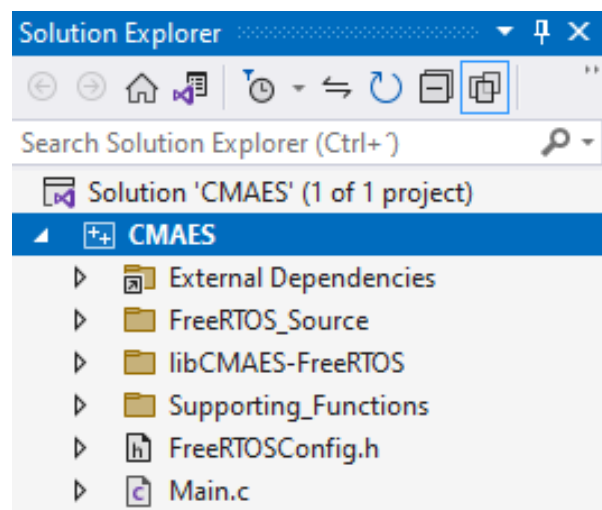 Solution Explorer
Search Solution Explorer (Ctrl+ˆ)
Solution 'CMAES' (1 of 1 project)
CMAES
External Dependencies
FreeRTOS_Source
libCMAES-FreeRTOS
Supporting_Functions
FreeRTOSConfig.h
Main.c